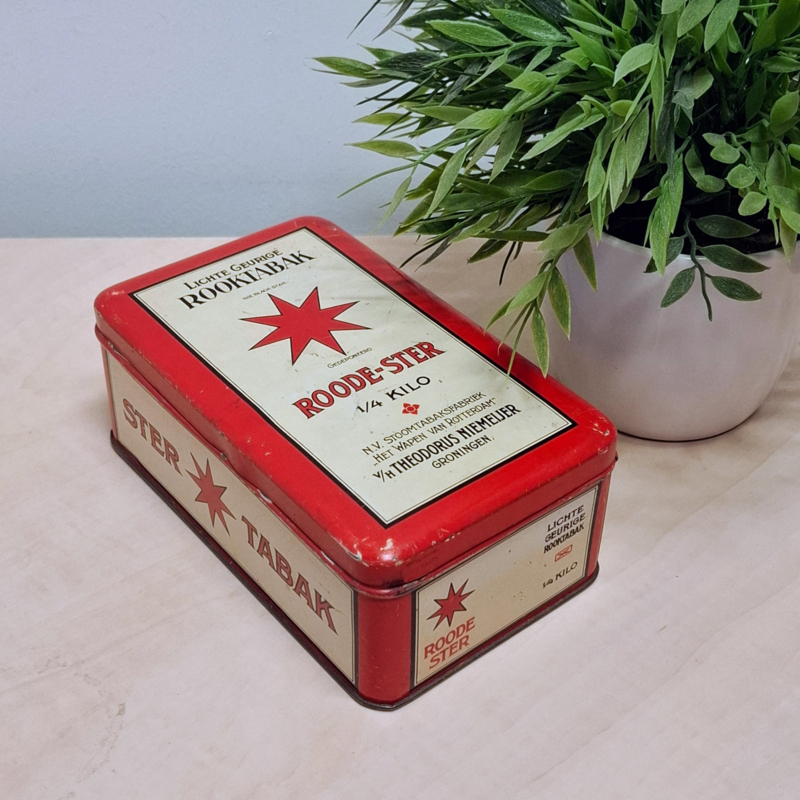 LICHTE GEURIGE
ROOKTABAK
GEDEPONEERD
ROODE-STER
1/4 KILO
N.V. STOOMTABAKSFABRIEK
„HET WAPEN VAN ROTTERDAM"
V/H THEODORUS NIEMEIJER
GRONINGEN.
STER TABAK
ROODE
STER
LICHTE
GEURIGE
ROOKTABAK
1/4 KILO